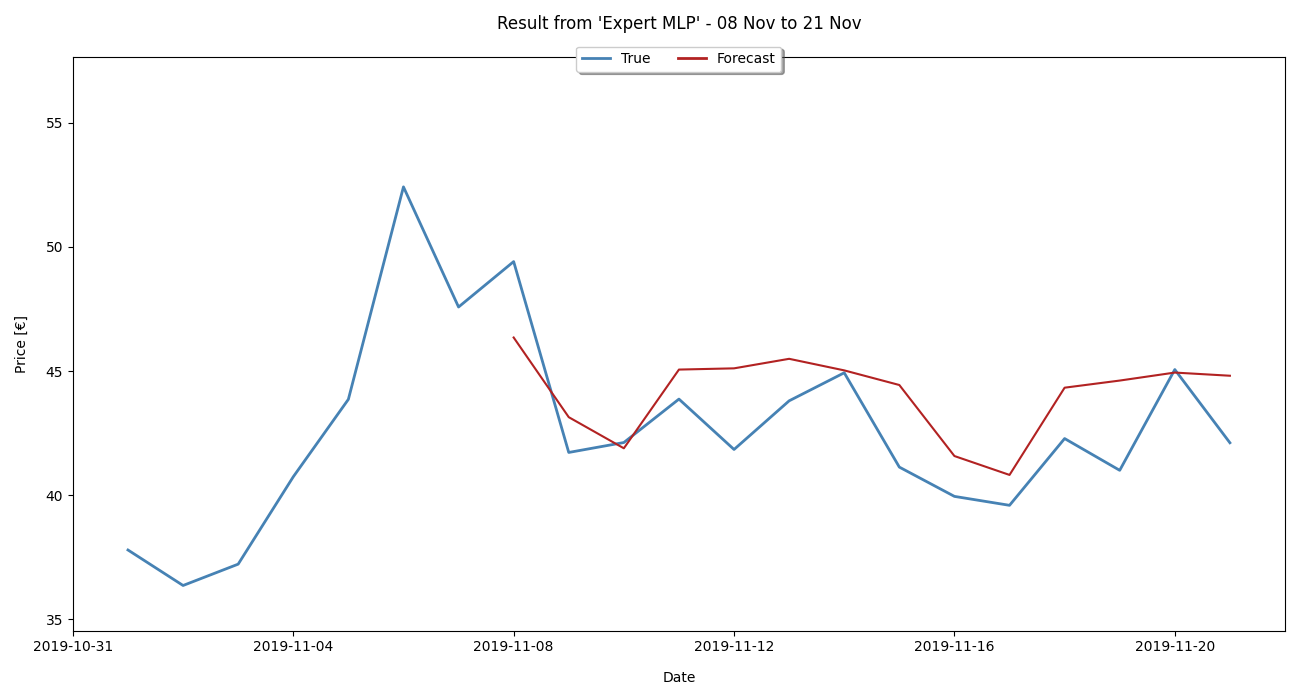 Result from 'Expert MLP' - 08 Nov to 21 Nov
True Forecast
Price [€]
55
50
45
40
35
2019-10-31 2019-11-04 2019-11-08 2019-11-12 2019-11-16 2019-11-20
Date